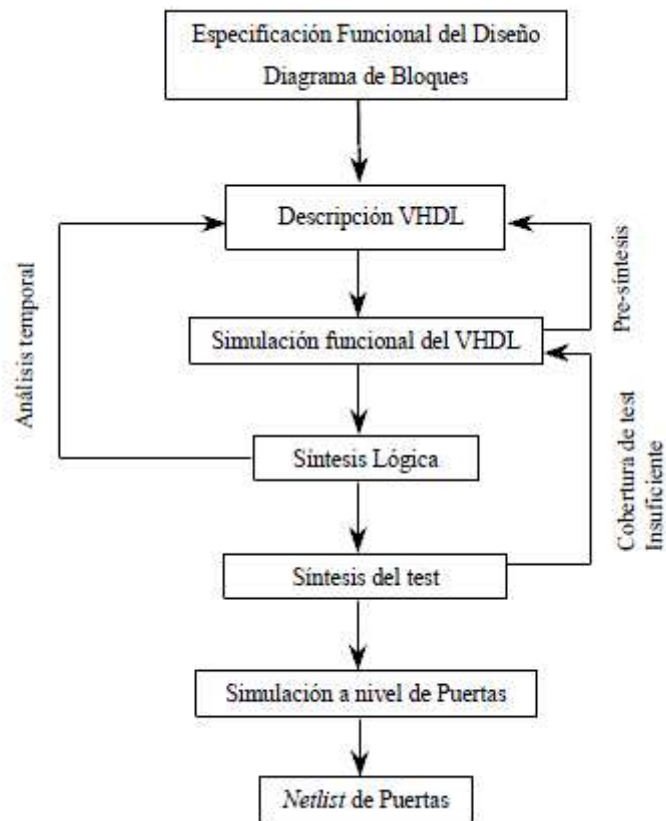 Especificación Funcional del Diseño
Diagrama de Bloques
Descripción VHDL
Análisis temporal
Pre-síntesis
Simulación funcional del VHDL
Cobertura de test
Insuficiente
Síntesis Lógica
Síntesis del test
Simulación a nivel de Puertas
Netlist de Puertas